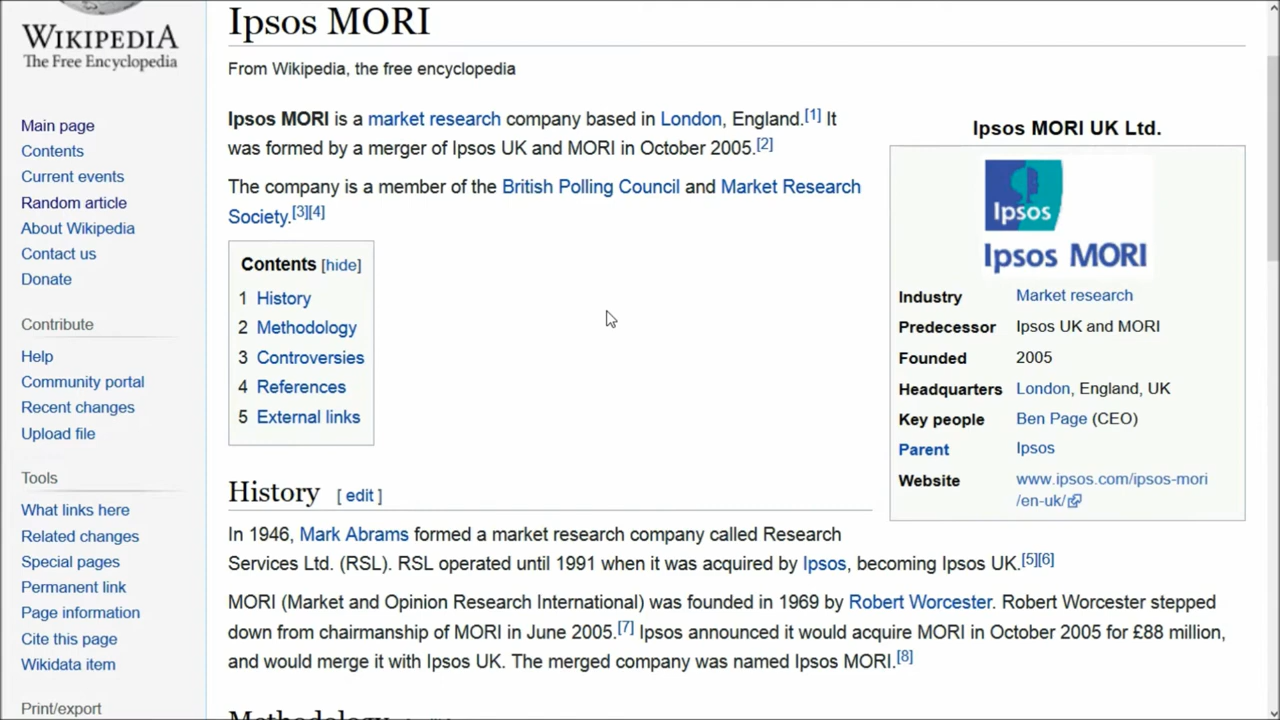 WIKIPEDIA
The Free Encyclopedia
Main page
Contents
Current events
Random article
About Wikipedia
Contact us
Donate
Contribute
Help
Community portal
Recent changes
Upload file
Tools
What links here
Related changes
Special pages
Permanent link
Page information
Cite this page
Wikidata item
Print/export
Ipsos MORI
From Wikipedia, the free encyclopedia
Ipsos MORI is a market research company based in London, England.[1] It
was formed by a merger of Ipsos UK and MORI in October 2005.[2]
The company is a member of the British Polling Council and Market Research
Society.[3][4]
Contents [hide]
1 History
2 Methodology
3 Controversies
4 References
5 External links
Ipsos MORI UK Ltd.
Ipsos
Ipsos MORI
Industry Market research
Predecessor Ipsos UK and MORI
Founded 2005
Headquarters London, England, UK
Key people Ben Page (CEO)
Parent Ipsos
Website www.ipsos.com/ipsos-mori
/en-uk/
History [ edit ]
In 1946, Mark Abrams formed a market research company called Research
Services Ltd. (RSL). RSL operated until 1991 when it was acquired by Ipsos, becoming Ipsos UK.[5][6]
MORI (Market and Opinion Research International) was founded in 1969 by Robert Worcester. Robert Worcester stepped
down from chairmanship of MORI in June 2005.[7] Ipsos announced it would acquire MORI in October 2005 for £88 million,
and would merge it with Ipsos UK. The merged company was named Ipsos MORI.[8]
Methodology